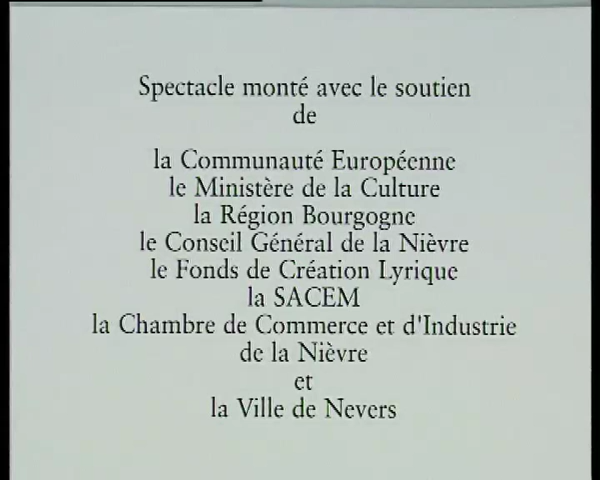 Spectacle monté avec le soutien
de
la Communauté Européenne
le Ministère de la Culture
la Région Bourgogne
le Conseil Général de la Nièvre
le Fonds de Création Lyrique
la SACEM
la Chambre de Commerce et d'Industrie
de la Nièvre
et
la Ville de Nevers